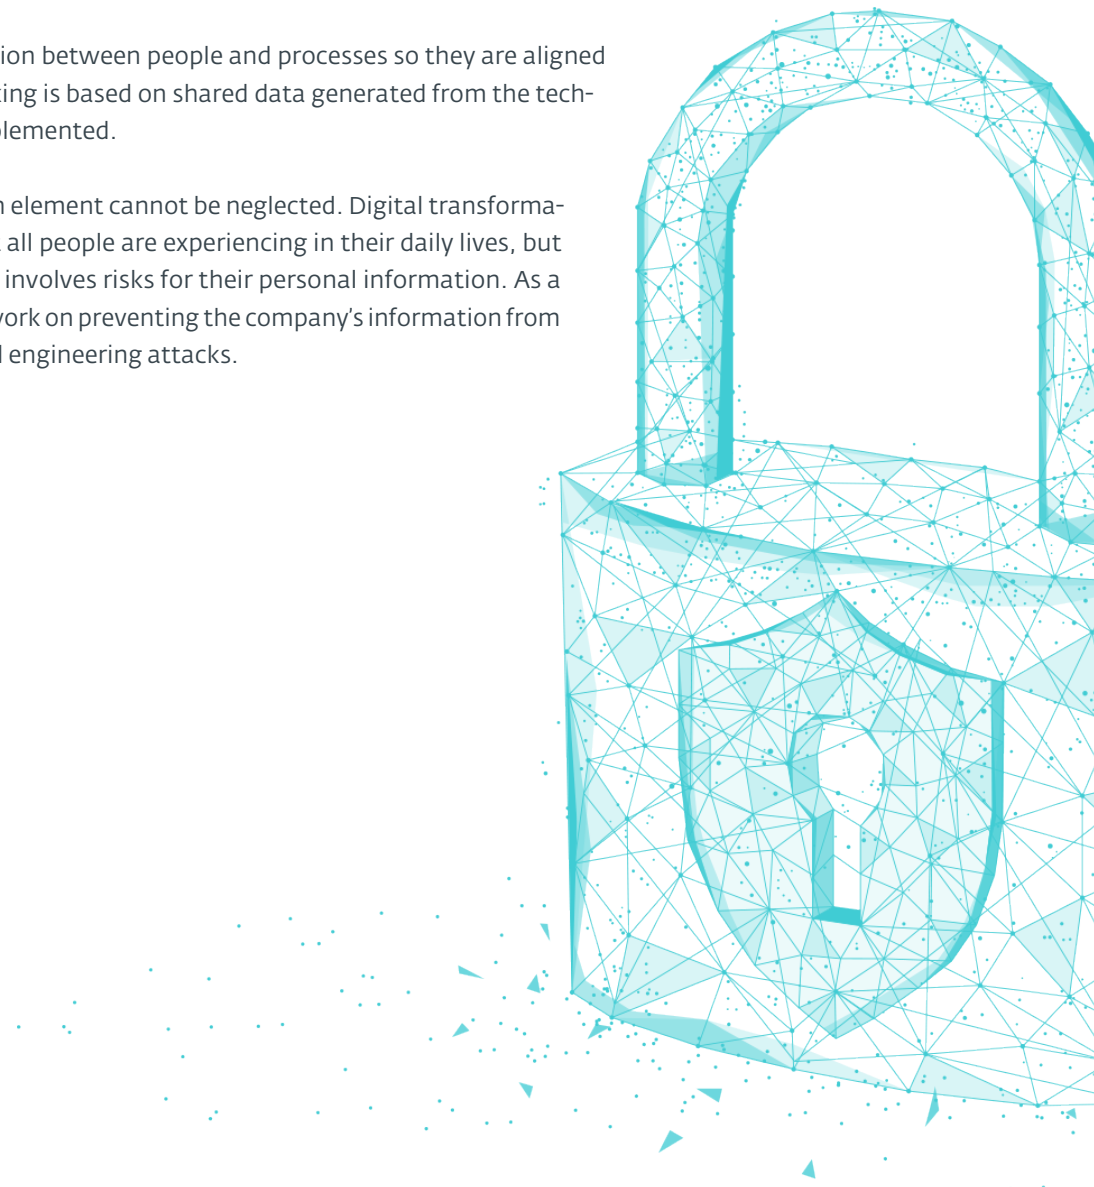 ion between people and processes so they are aligned
ing is based on shared data generated from the tech-
lemented.
element cannot be neglected. Digital transforma-
all people are experiencing in their daily lives, but
involves risks for their personal information. As a
work on preventing the company's information from
engineering attacks.